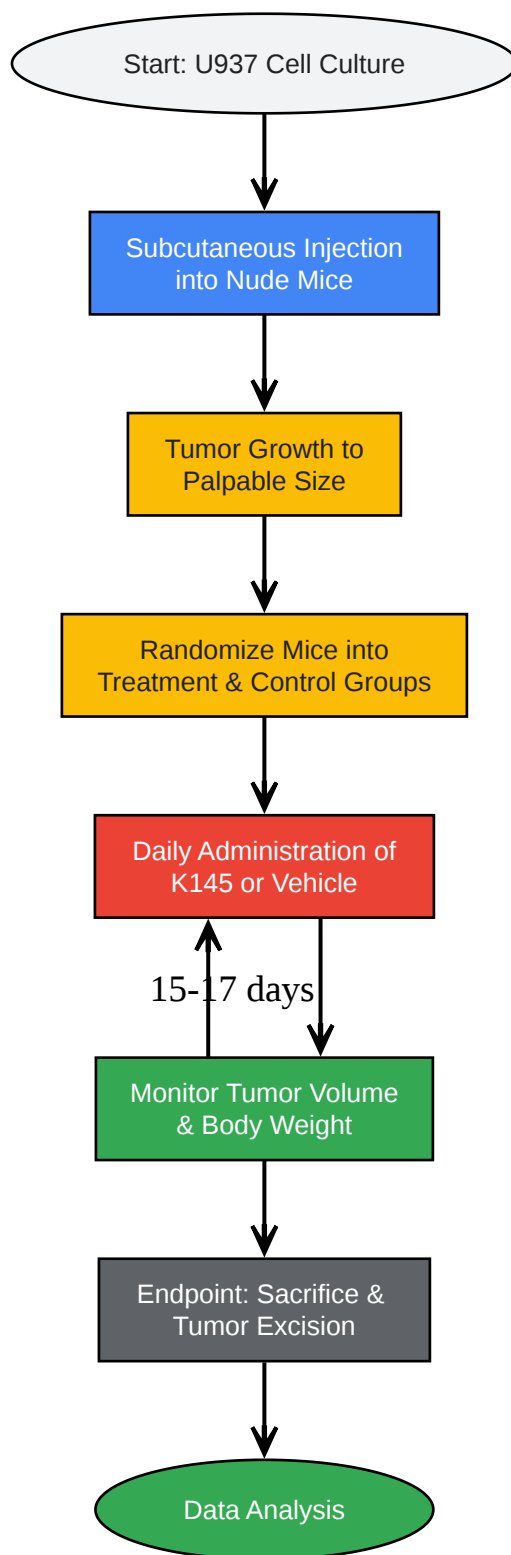 Start: U937 Cell Culture
Subcutaneous Injection
into Nude Mice
Tumor Growth to
Palpable Size
Randomize Mice into
Treatment & Control Groups
Daily Administration of
K145 or Vehicle
15-17 days
Monitor Tumor Volume
& Body Weight
Endpoint: Sacrifice &
Tumor Excision
Data Analysis